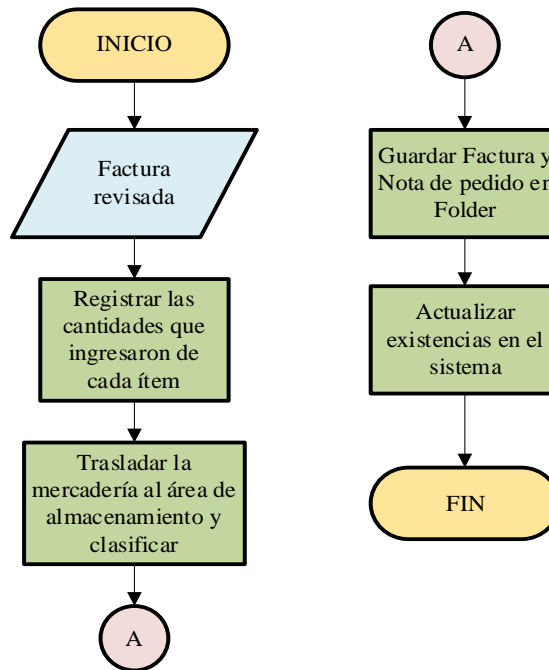 INICIO
Factura
revisada
Registrar las
cantidades que
ingresaron de
cada ítem
Trasladar la
mercadería al área de
almacenamiento y
clasificar
A
A
Guardar Factura y
Nota de pedido en
Folder
Actualizar
existencias en el
sistema
FIN